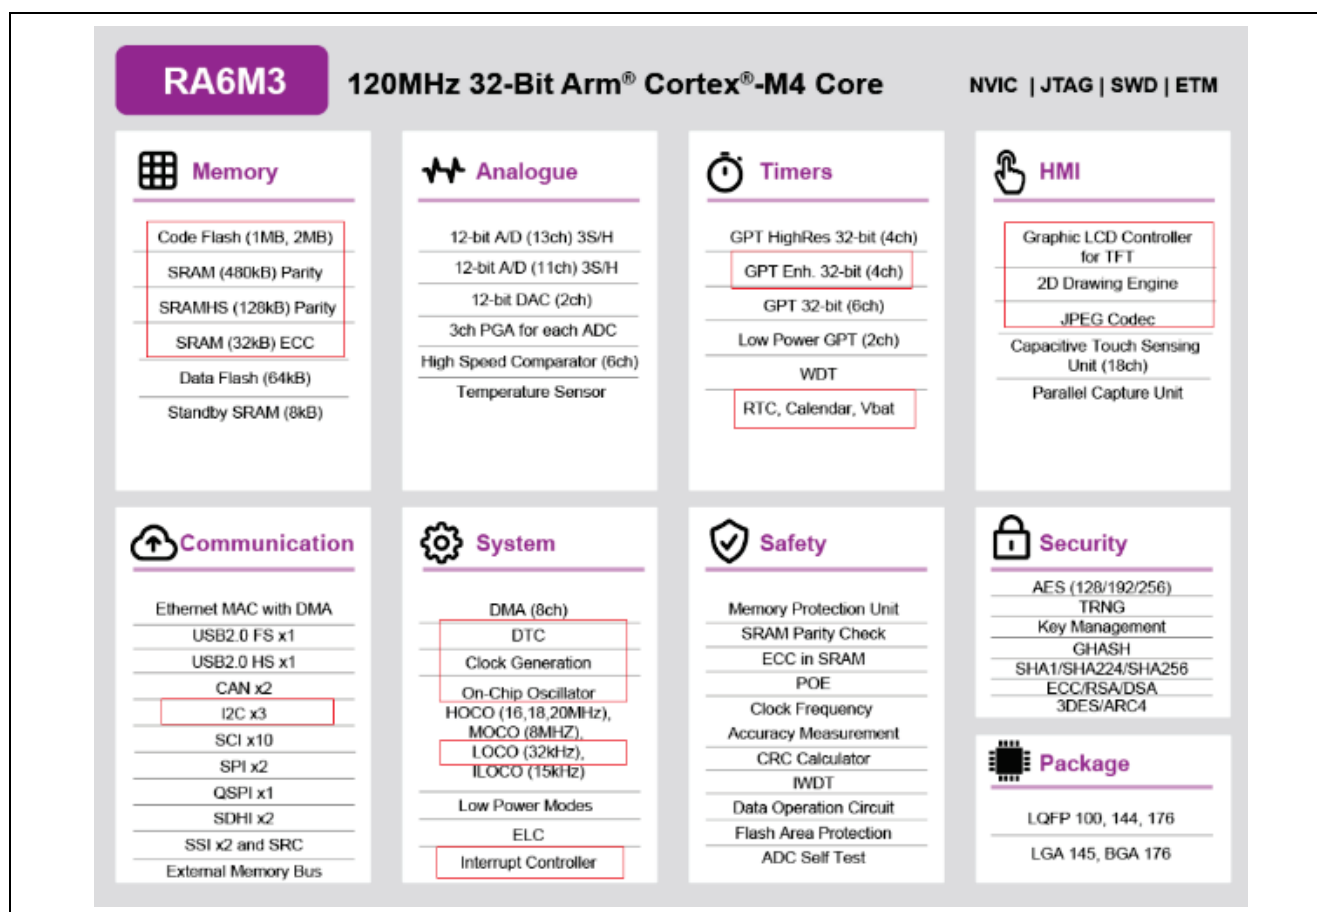 RA6M3
120MHz 32-Bit Arm® Cortex®-M4 Core
NVIC | JTAG | SWD | ETM
Memory
Code Flash (1MB, 2MB)
SRAM (480kB) Parity
SRAMHS (128kB) Parity
SRAM (32kB) ECC
Data Flash (64kB)
Standby SRAM (8kB)
Analogue
12-bit A/D (13ch) 3S/H
12-bit A/D (11ch) 3S/H
12-bit DAC (2ch)
3ch PGA for each ADC
High Speed Comparator (6ch)
Temperature Sensor
Timers
GPT HighRes 32-bit (4ch)
GPT Enh. 32-bit (4ch)
GPT 32-bit (6ch)
Low Power GPT (2ch)
WDT
RTC, Calendar, Vbat
HMI
Graphic LCD Controller
for TFT
2D Drawing Engine
JPEG Codec
Capacitive Touch Sensing
Unit (18ch)
Parallel Capture Unit
Communication
Ethernet MAC with DMA
USB2.0 FS x1
USB2.0 HS x1
CAN x2
I2C x3
SCI x10
SPI x2
QSPI x1
SDHI x2
SSI x2 and SRC
External Memory Bus
System
DMA (8ch)
DTC
Clock Generation
On-Chip Oscillator
HOCO (16,18,20MHz),
MOCO (8MHZ),
LOCO (32kHz),
ILOCO (15kHz)
Low Power Modes
ELC
Interrupt Controller
Safety
Memory Protection Unit
SRAM Parity Check
ECC in SRAM
POE
Clock Frequency
Accuracy Measurement
CRC Calculator
IWDT
Data Operation Circuit
Flash Area Protection
ADC Self Test
Security
AES (128/192/256)
TRNG
Key Management
GHASH
SHA1/SHA224/SHA256
ECC/RSA/DSA
3DES/ARC4
Package
LQFP 100, 144, 176
LGA 145, BGA 176